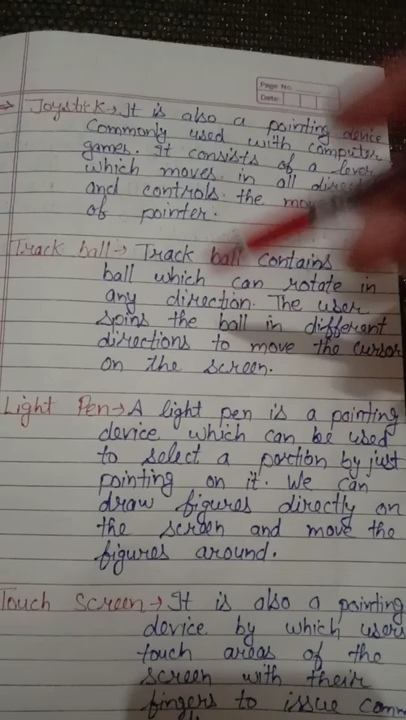 Page No.
Date:
⇒ Joystick → It is also a pointing device
commonly used with computer
games. It consists of a lever
which moves in all
and controls the
of pointer.
Track ball → Track ball contains
ball which can rotate in
any direction. The user
spins the ball in different
directions to move the cursor
on the screen.
Light Pen → A light pen is a pointing
device which can be used
to select a portion by just
pointing on it. We can
draw figures directly on
the screen and move the
figures around.
Touch Screen → It is also a pointing
device by which users
touch areas of the
screen with their
fingers to issue